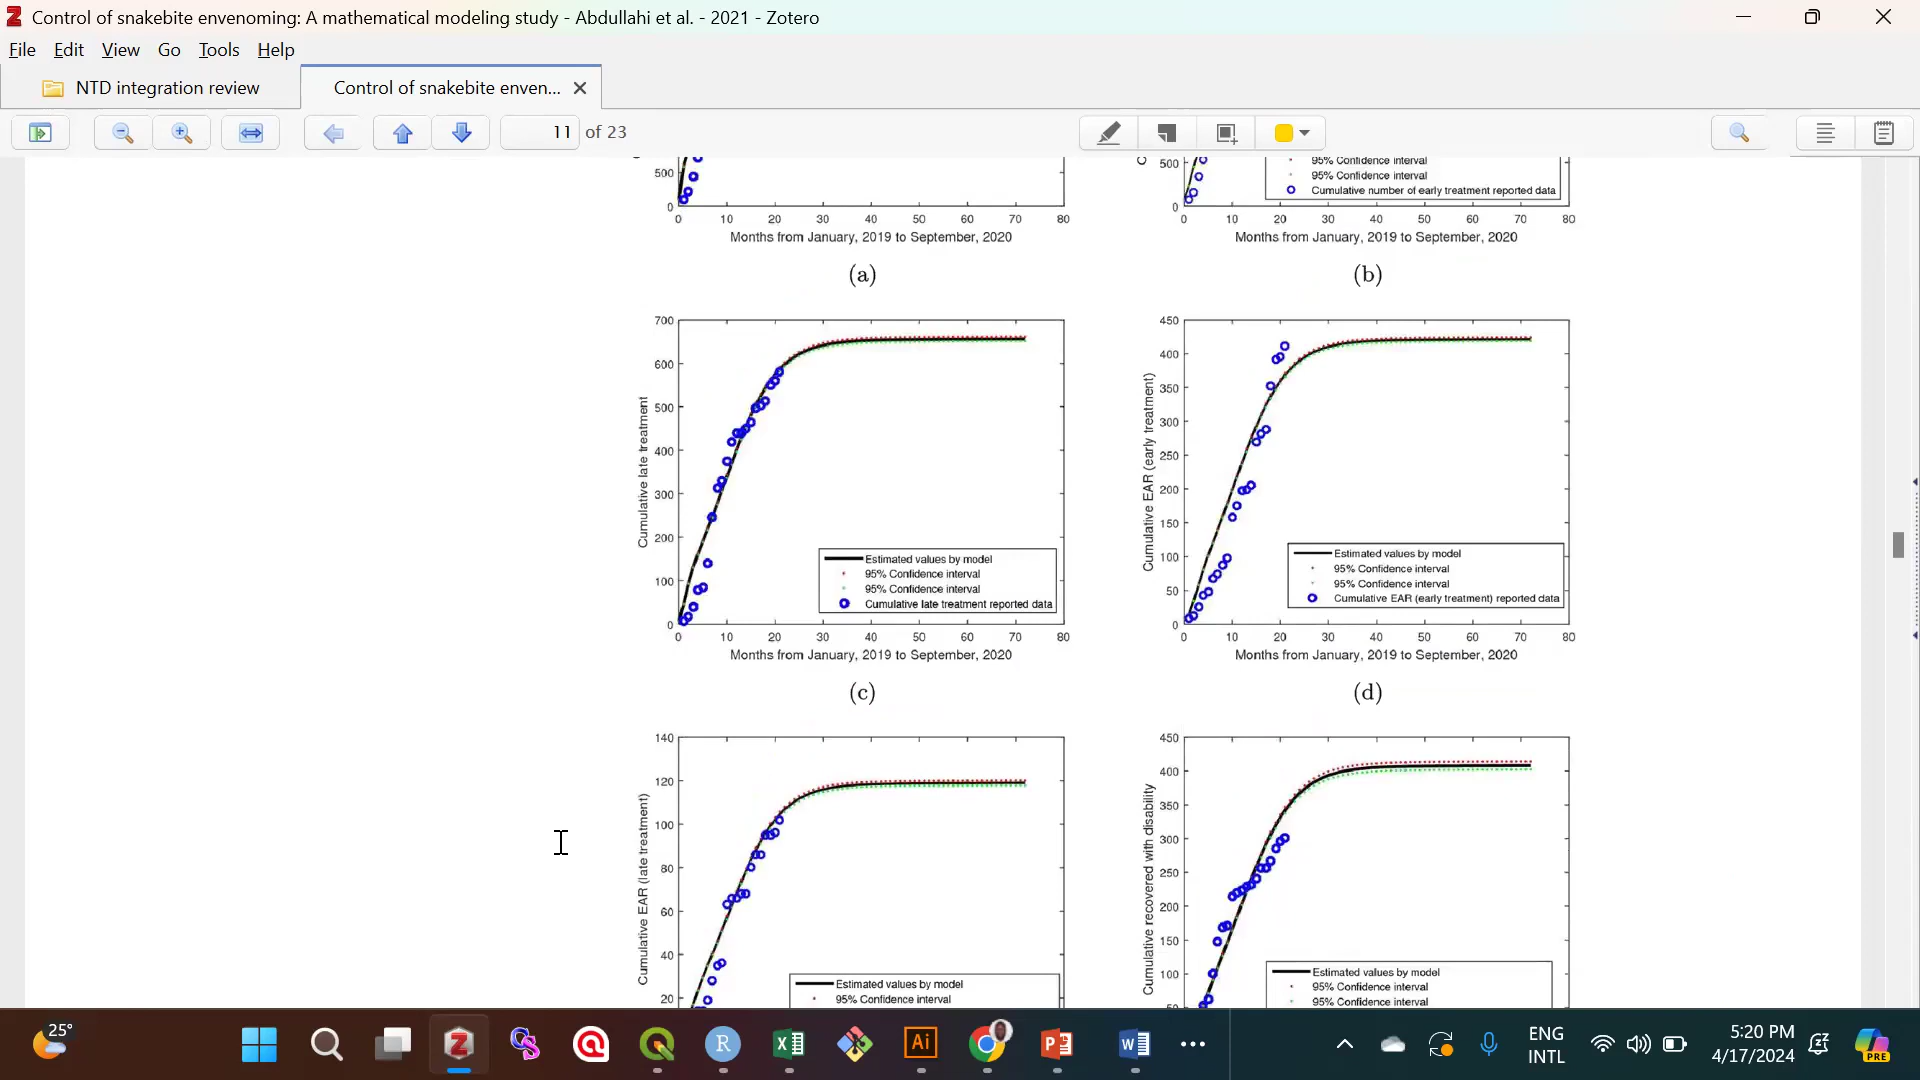 Control of snakebite envenoming: A mathematical modeling study - Abdullahi et al. - 2021 - Zotero
File Edit View Go Tools Help
NTD integration review
Control of snakebite enven...
11 of 23
500
0
0 10 20 30 40 50 60 70 80
Months from January, 2019 to September, 2020
(a)
500
0
95% Confidence interval
95% Confidence interval
Cumulative number of early treatment reported data
0 10 20 30 40 50 60 70 80
Months from January, 2019 to September, 2020
(b)
Cumulative late treatment
700
600
500
400
300
200
100
0
Estimated values by model
95% Confidence interval
95% Confidence interval
Cumulative late treatment reported data
0 10 20 30 40 50 60 70 80
Months from January, 2019 to September, 2020
(c)
Cumulative EAR (early treatment)
450
400
350
300
250
200
150
100
50
0
Estimated values by model
95% Confidence interval
95% Confidence interval
Cumulative EAR (early treatment) reported data
0 10 20 30 40 50 60 70 80
Months from January, 2019 to September, 2020
(d)
Cumulative EAR (late treatment)
140
120
100
80
60
40
20
Estimated values by model
95% Confidence interval
Cumulative recovered with disability
450
400
350
300
250
200
150
100
50
Estimated values by model
95% Confidence interval
95% Confidence interval
25°
ENG
INTL
5:20 PM
4/17/2024
PRE